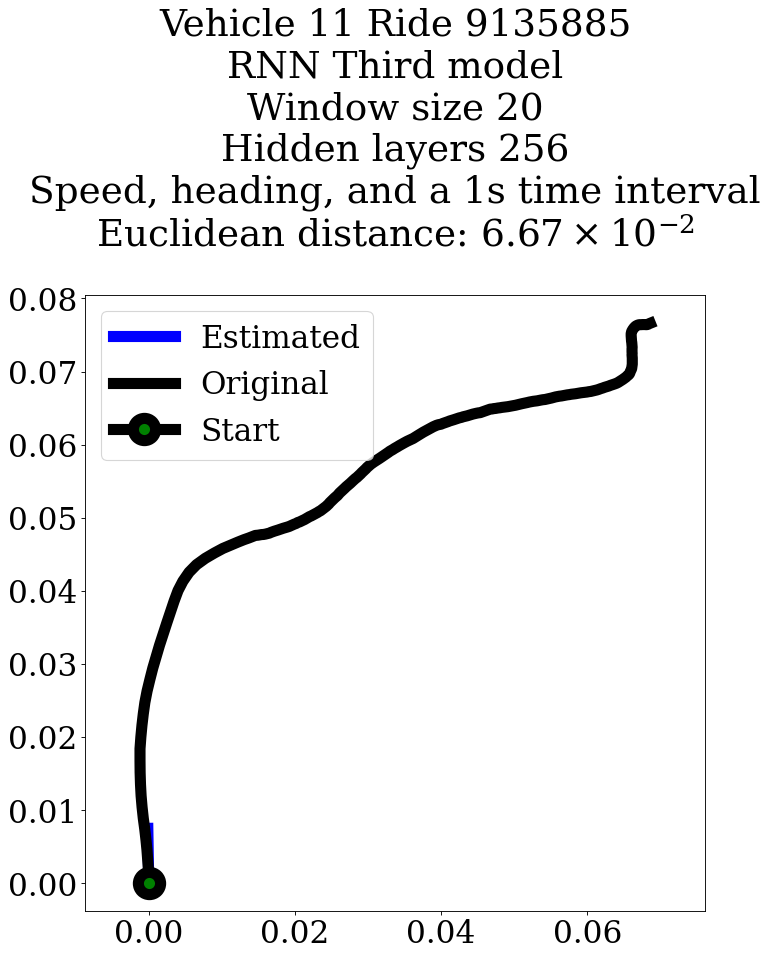 Vehicle 11 Ride 9135885
RNN Third model
Window size 20
Hidden layers 256
Speed, heading, and a 1s time interval
Euclidean distance: 6.67 × 10⁻²
0.08
0.07
0.06
0.05
0.04
0.03
0.02
0.01
0.00
Estimated
Original
Start
0.00 0.02 0.04 0.06